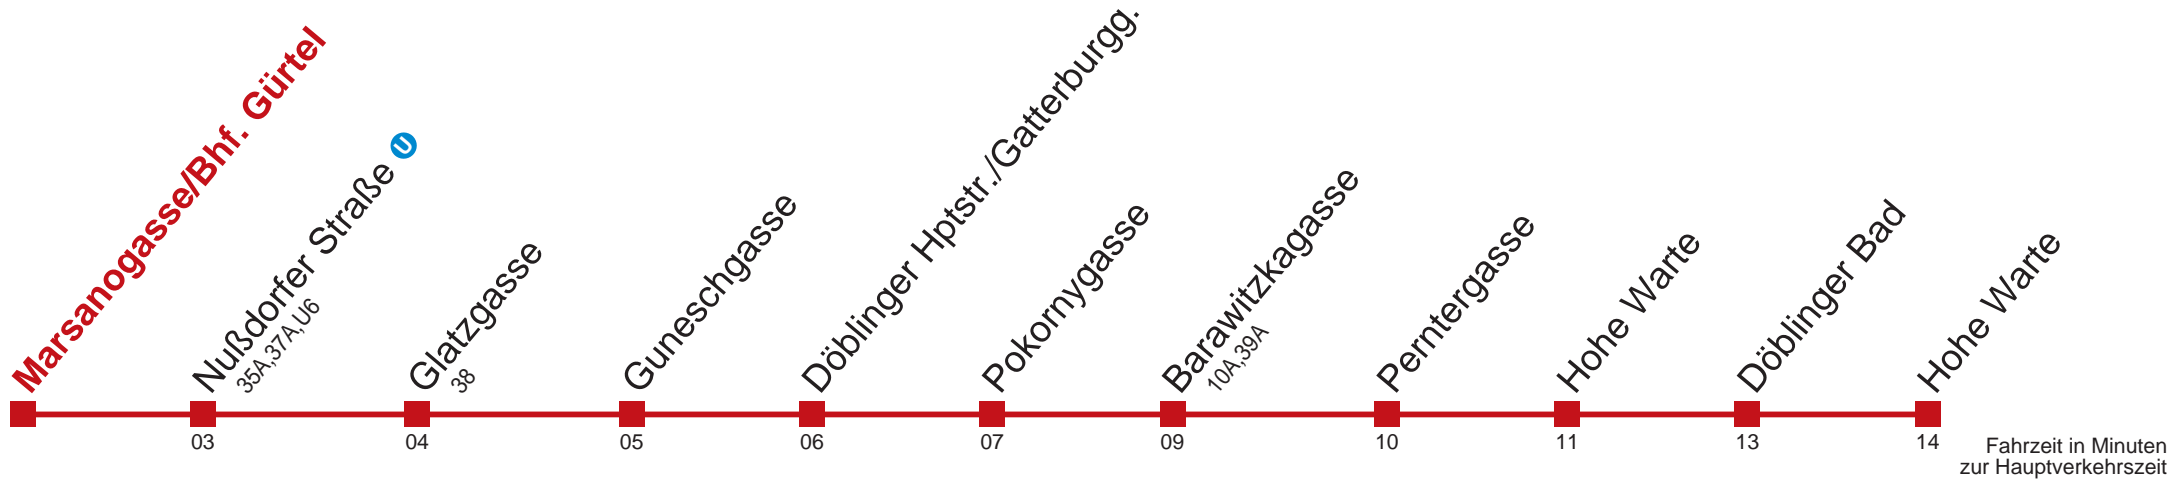 Marsanogasse/Bhf. Gürtel
Nußdorfer Straße U
35A,37A,U6
Glatzgasse
38
Guneschgasse
Döblinger Hptstr./Gatterburgg.
Pokornygasse
Barawitzkagasse
10A,39A
Perntergasse
Hohe Warte
Döblinger Bad
Hohe Warte
03 04 05 06 07 09 10 11 13 14
Fahrzeit in Minuten
zur Hauptverkehrszeit